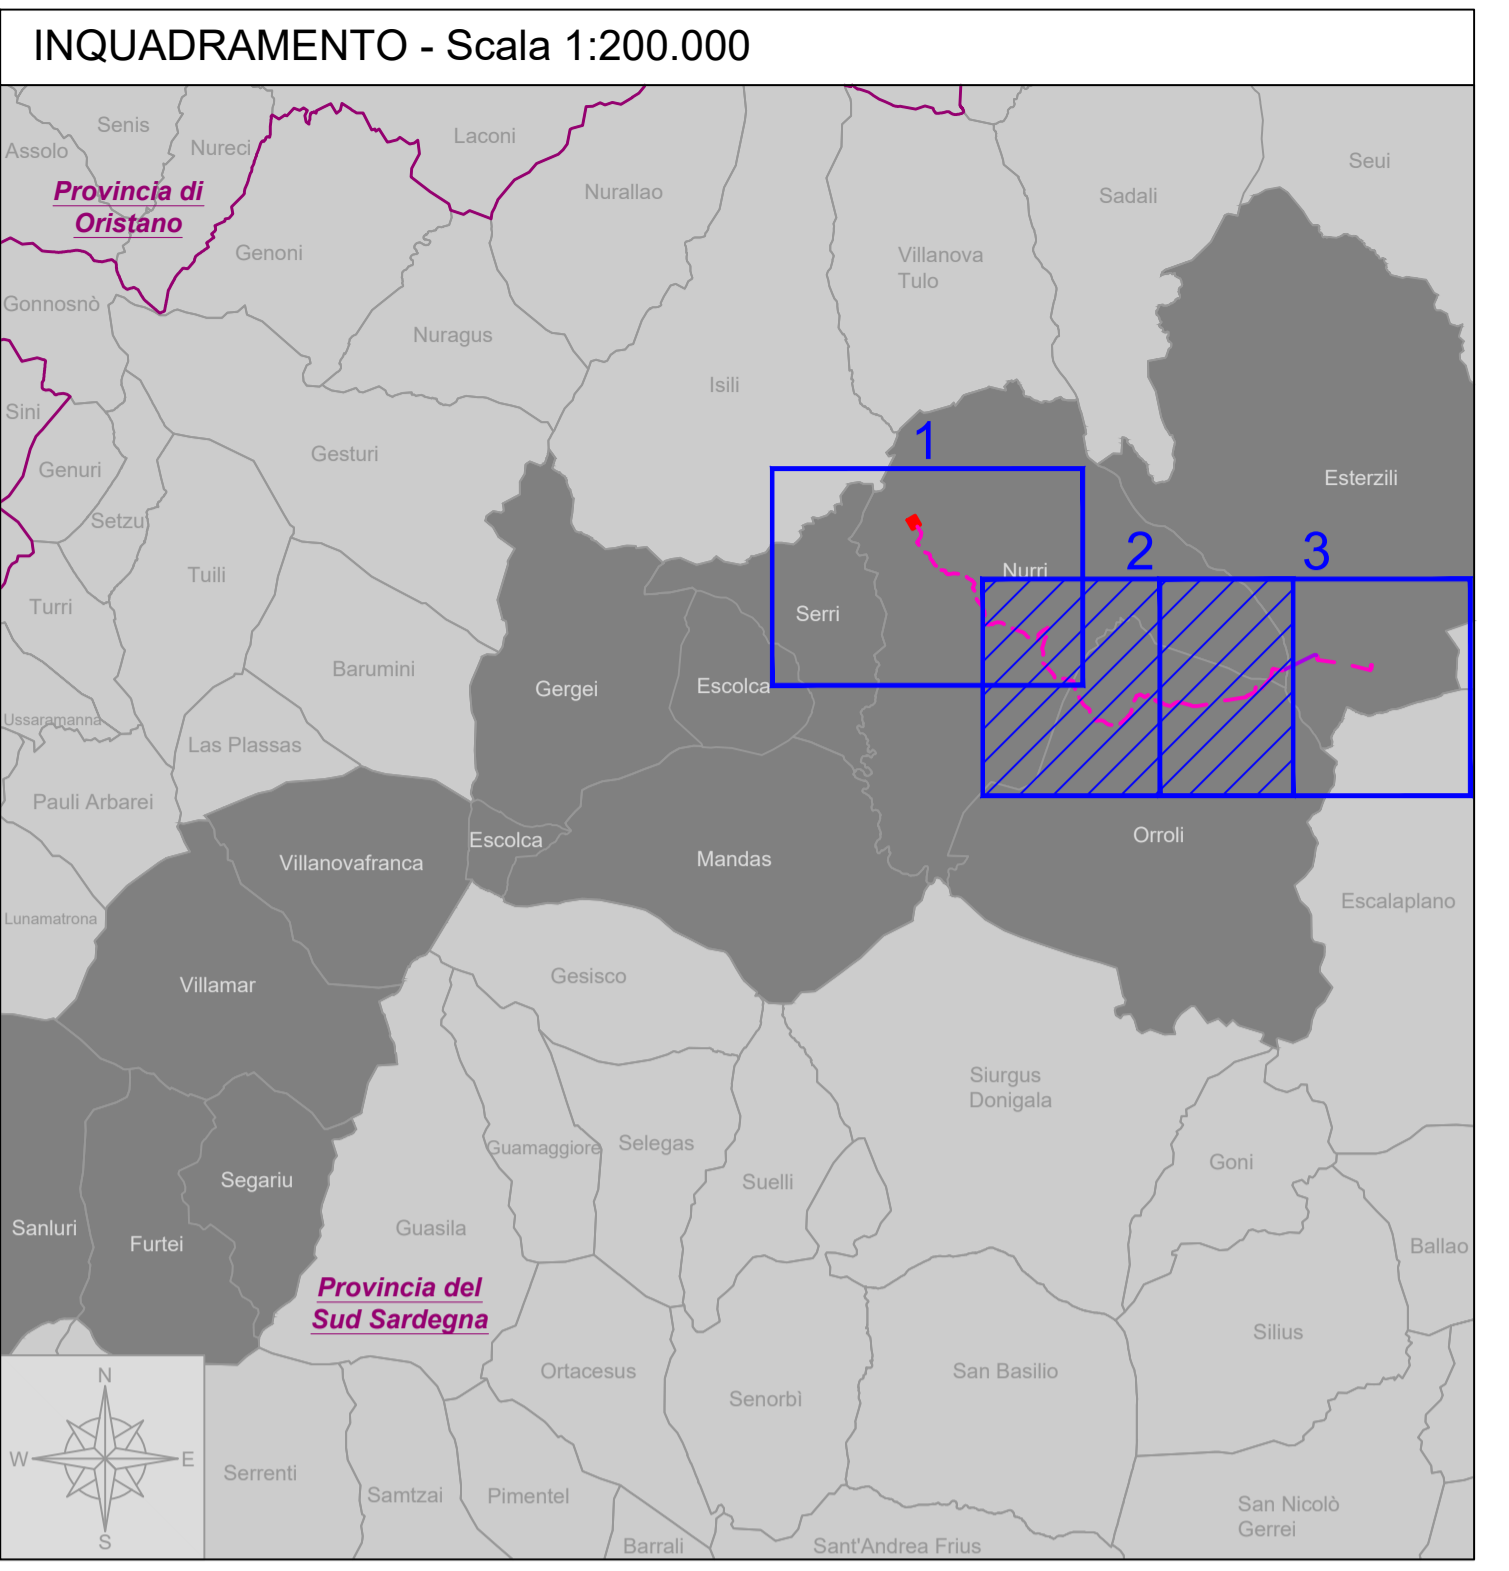 INQUADRAMENTO - Scala 1:200.000
Senis
Laconi
Assolo
Nureci
Seui
Provincia di
Oristano
Nurallao
Sadali
Genoni
Villanova
Tulo
Gonnosnò
Nuragus
Isili
Sini
1
Gesturi
Genuri
Esterzili
Setzu
2
3
Tuili
Nurri
Turri
Serri
Barumini
Gergei
Escolca
Ussaramanna
Las Plassas
Pauli Arbarei
Orroli
Escolca
Villanovafranca
Mandas
Escalaplano
Lunamatrona
Gesisco
Villamar
Siurgus
Donigala
Guamaggiore
Selegas
Goni
Segariu
Suelli
Sanluri
Furtei
Guasila
Ballao
Provincia del
Sud Sardegna
Silius
Ortacesus
San Basilio
Senorbì
N
W
E
S
Serrenti
Samtzai
Pimentel
San Nicolò
Gerrei
Barrali
Sant'Andrea Frius